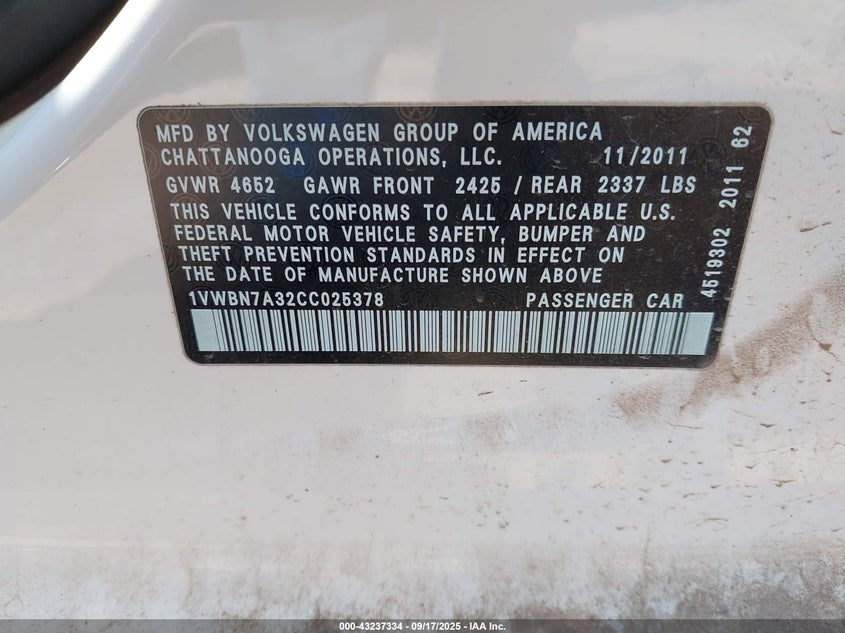 MFD BY VOLKSWAGEN GROUP OF AMERICA
CHATTANOOGA OPERATIONS, LLC. 11/2011
GVWR 4652 GAWR FRONT 2425 / REAR 2337 LBS
THIS VEHICLE CONFORMS TO ALL APPLICABLE U.S.
FEDERAL MOTOR VEHICLE SAFETY, BUMPER AND
THEFT PREVENTION STANDARDS IN EFFECT ON
THE DATE OF MANUFACTURE SHOWN ABOVE
1VWBN7A32CC025378 PASSENGER CAR
4519302 2011 62
000-43237334 - 09/17/2025 - IAA Inc.